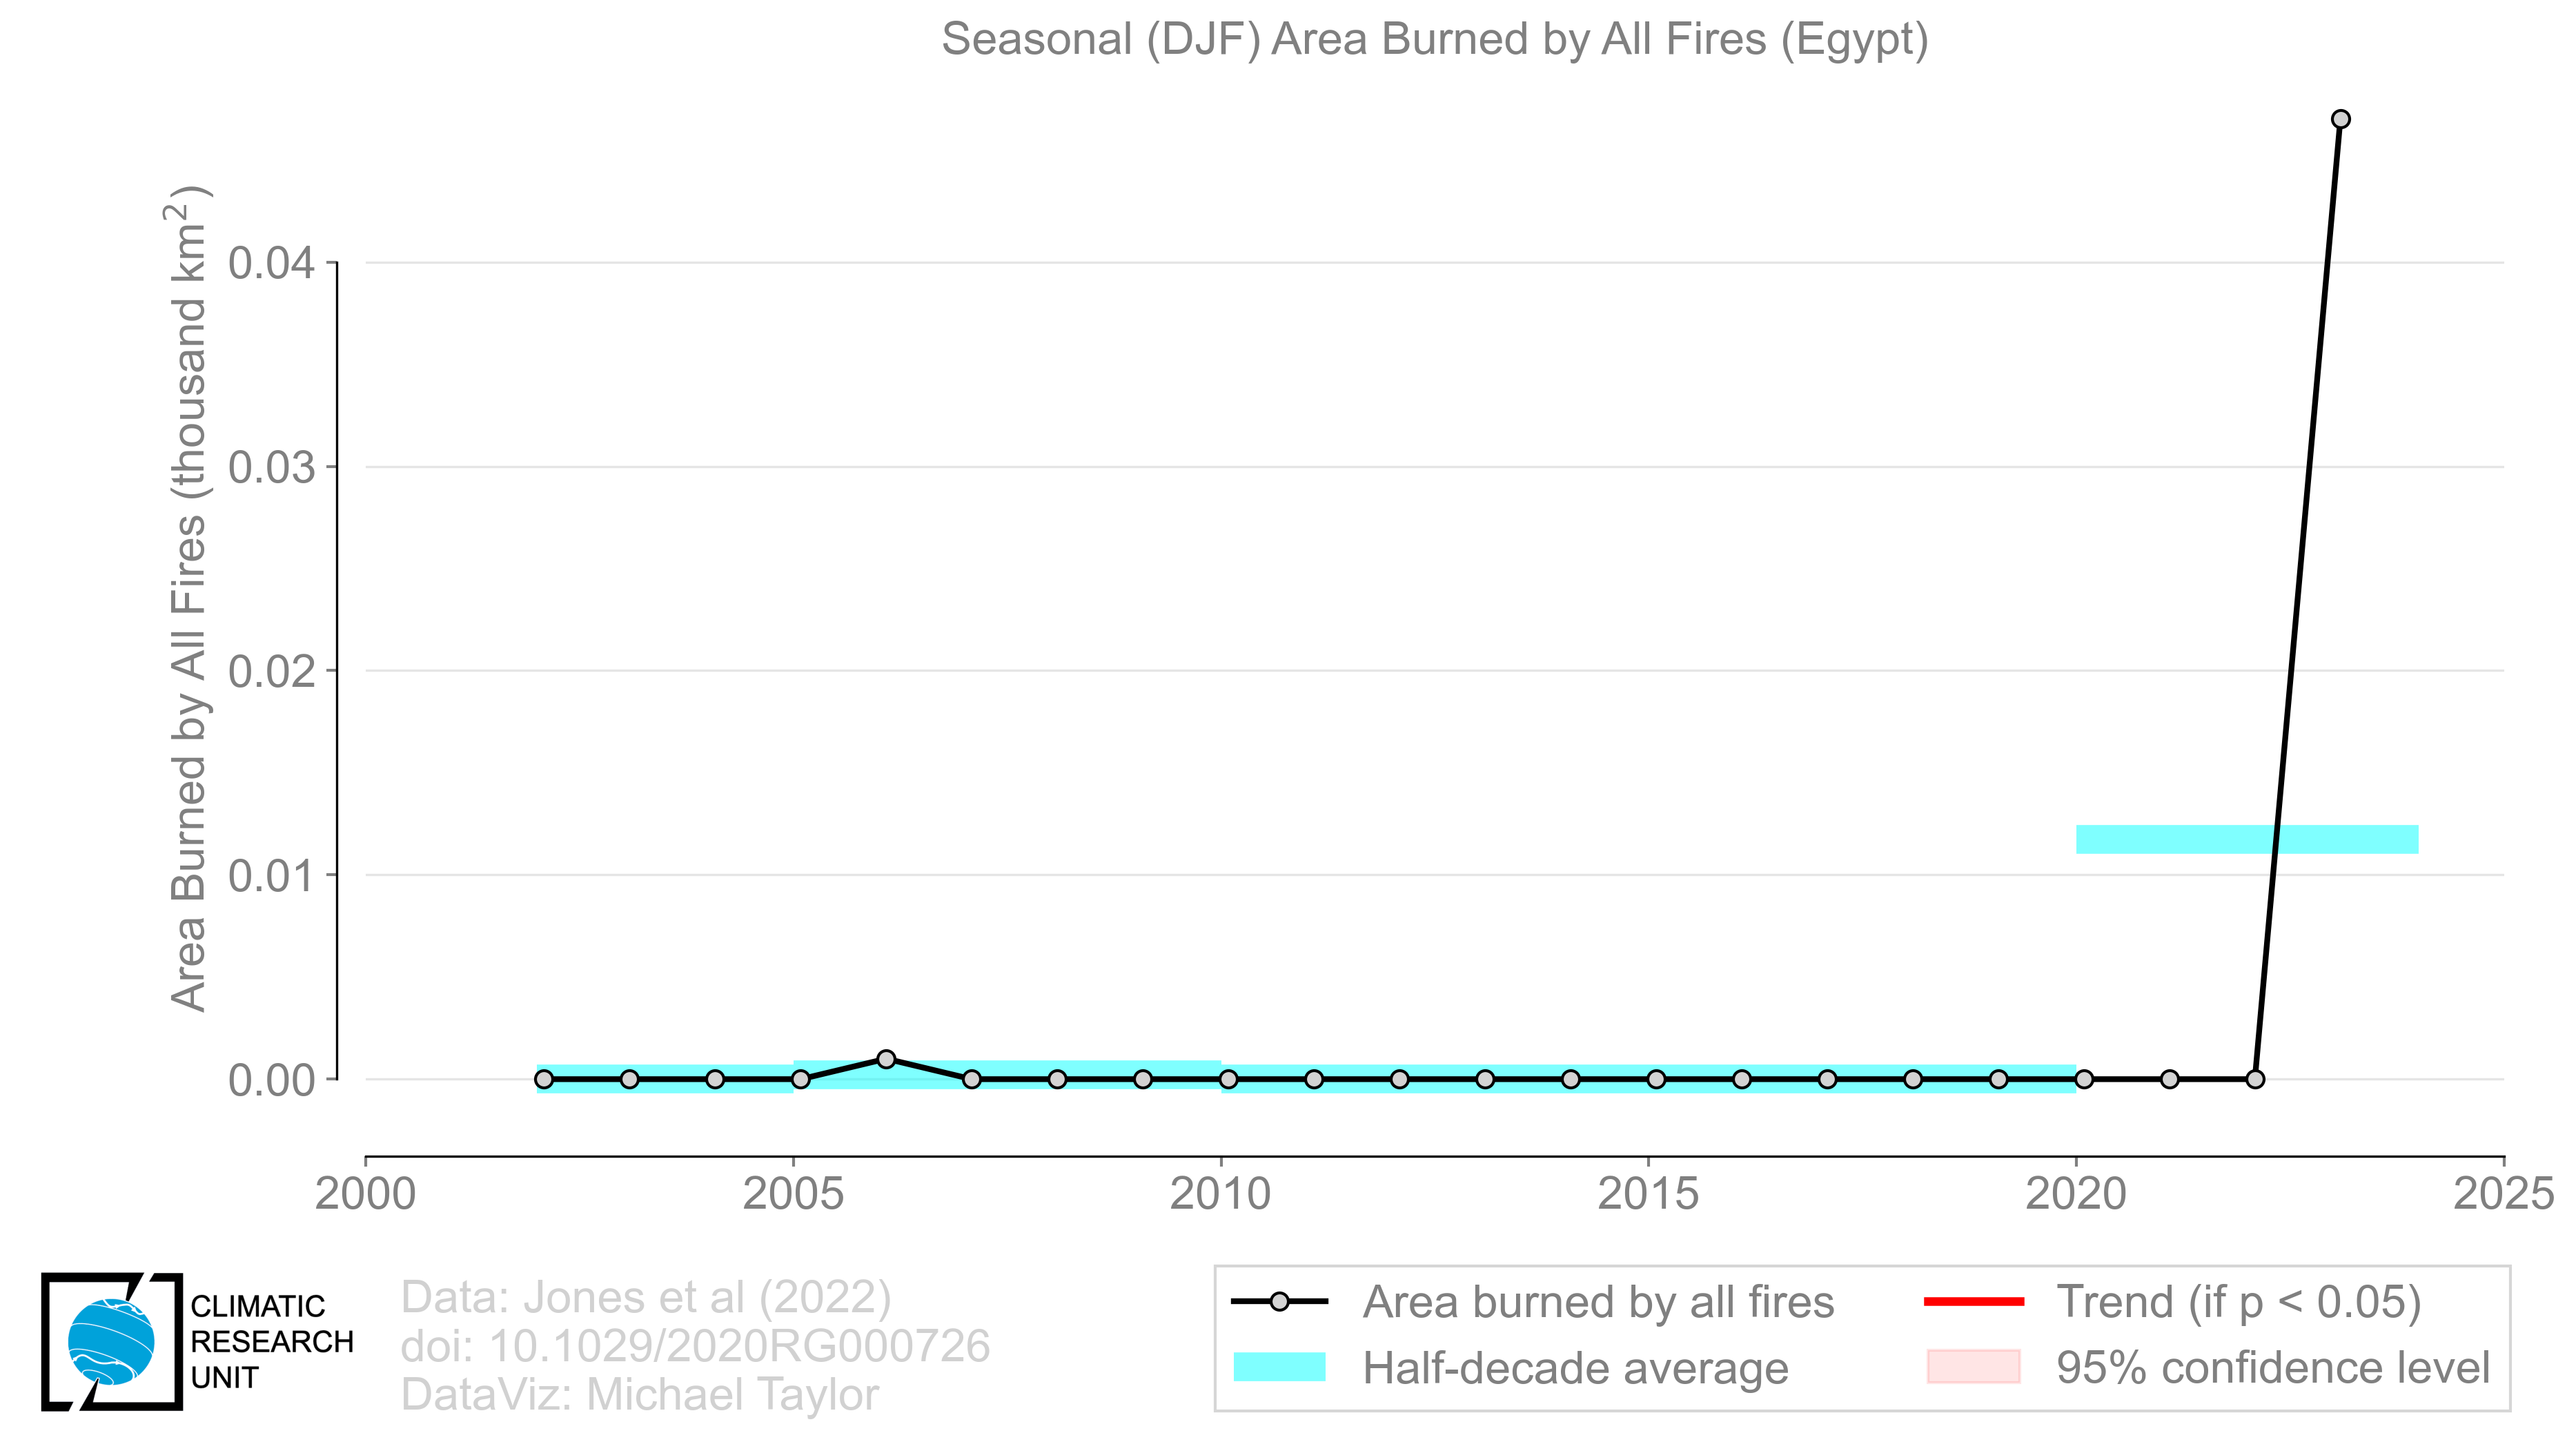 Seasonal (DJF) Area Burned by All Fires (Egypt)
Area Burned by All Fires (thousand km²)
0.04
0.03
0.02
0.01
0.00
2000
2005
2010
2015
2020
2025
CLIMATIC
RESEARCH
UNIT
Data: Jones et al (2022)
doi: 10.1029/2020RG000726
DataViz: Michael Taylor
Area burned by all fires
Half-decade average
Trend (if p < 0.05)
95% confidence level